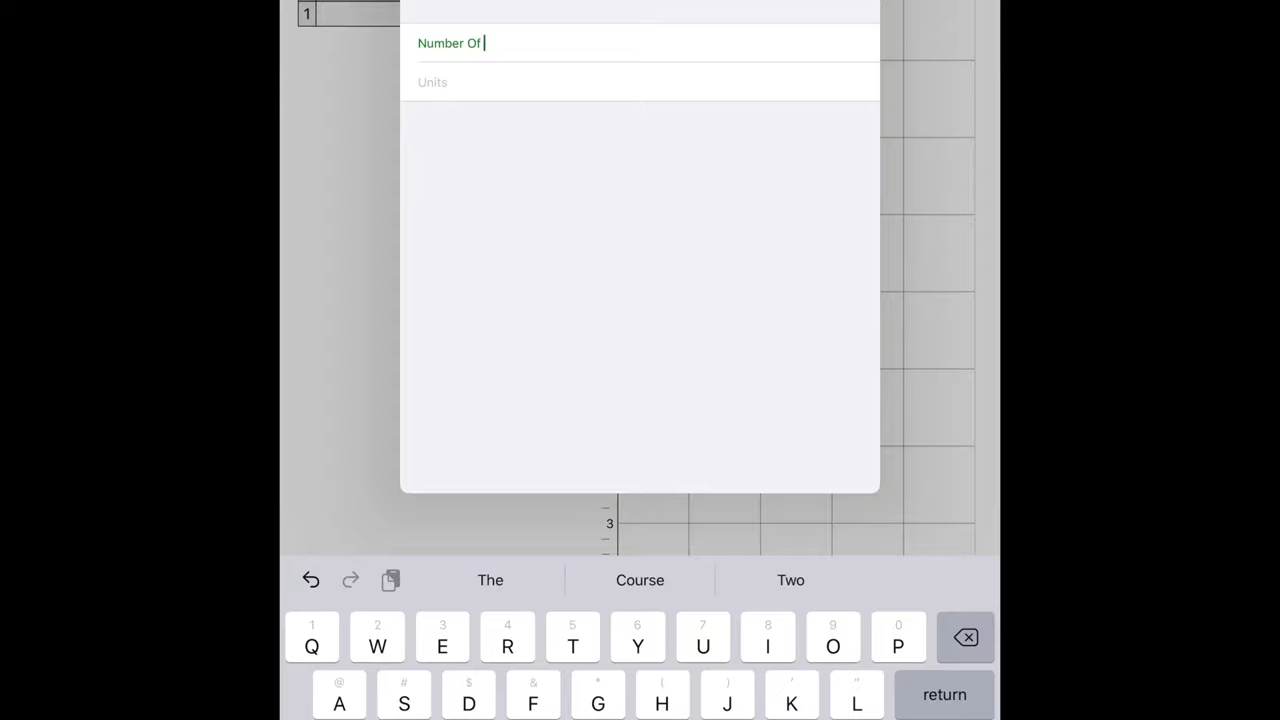 1
Number Of
Units
3
The Course Two
1 2 3 4 5 6 7 8 9 0
Q W E R T Y U I O P
@ # $ & * ( ) ' "
A S D F G H J K L return